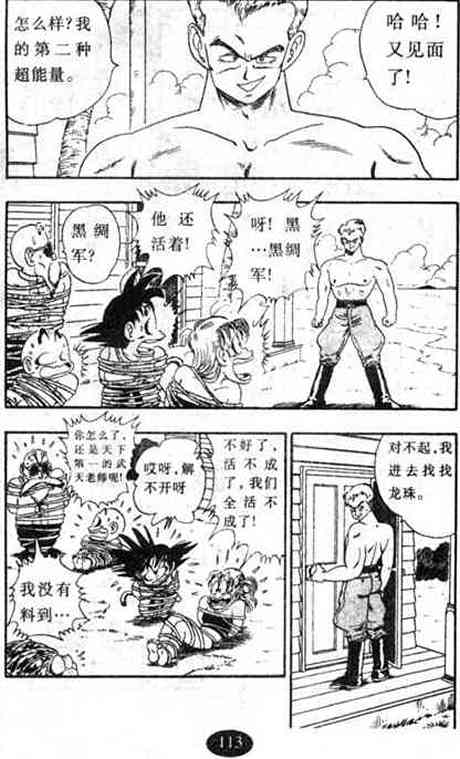 哈哈！
又见面
了！
怎么样？我
的第二种
超能量。
呀！黑
…黑绸
军！
他还
活着！
黑绸
军？
对不起，我
进去找找
龙珠。
不好了，
活不成
了，我们
全活不
成了！
哎呀，解
不开呀
你怎么了，
还是天下
第一的武
天老师呢！
我没有
料到…
113